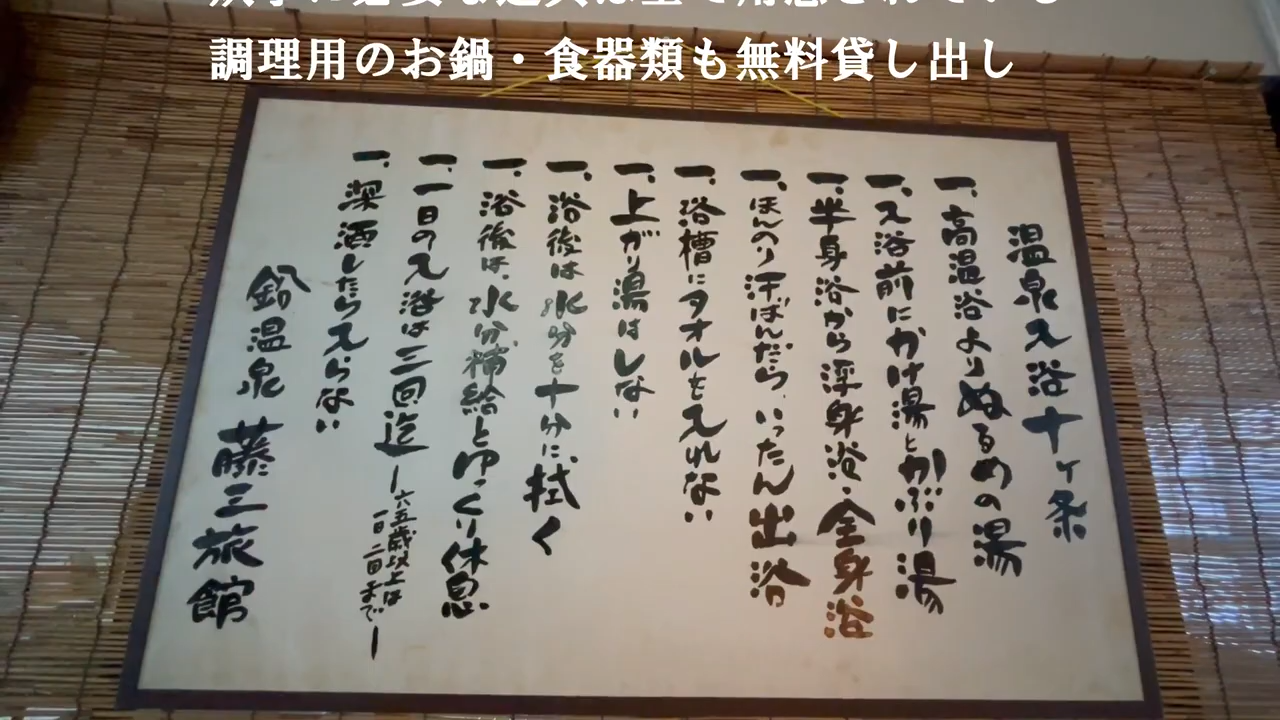 調理用のお鍋・食器類も無料貸し出し
温泉入浴十ヶ条
一、高温浴よりぬるめの湯
一、入浴前にかけ湯とかぶり湯
一、半身浴から浮身浴・全身浴
一、ほんのり汗ばんだら、いったん出浴
一、浴槽にタオルを入れない
一、上がり湯はしない
一、浴後は水分を十分に拭く
一、浴後は、水分補給とゆっくり休息
一、一日の入浴は三回迄
ー六五歳以上は
一日二回までー
一、深酒したら入らない
鉛温泉 藤三旅館